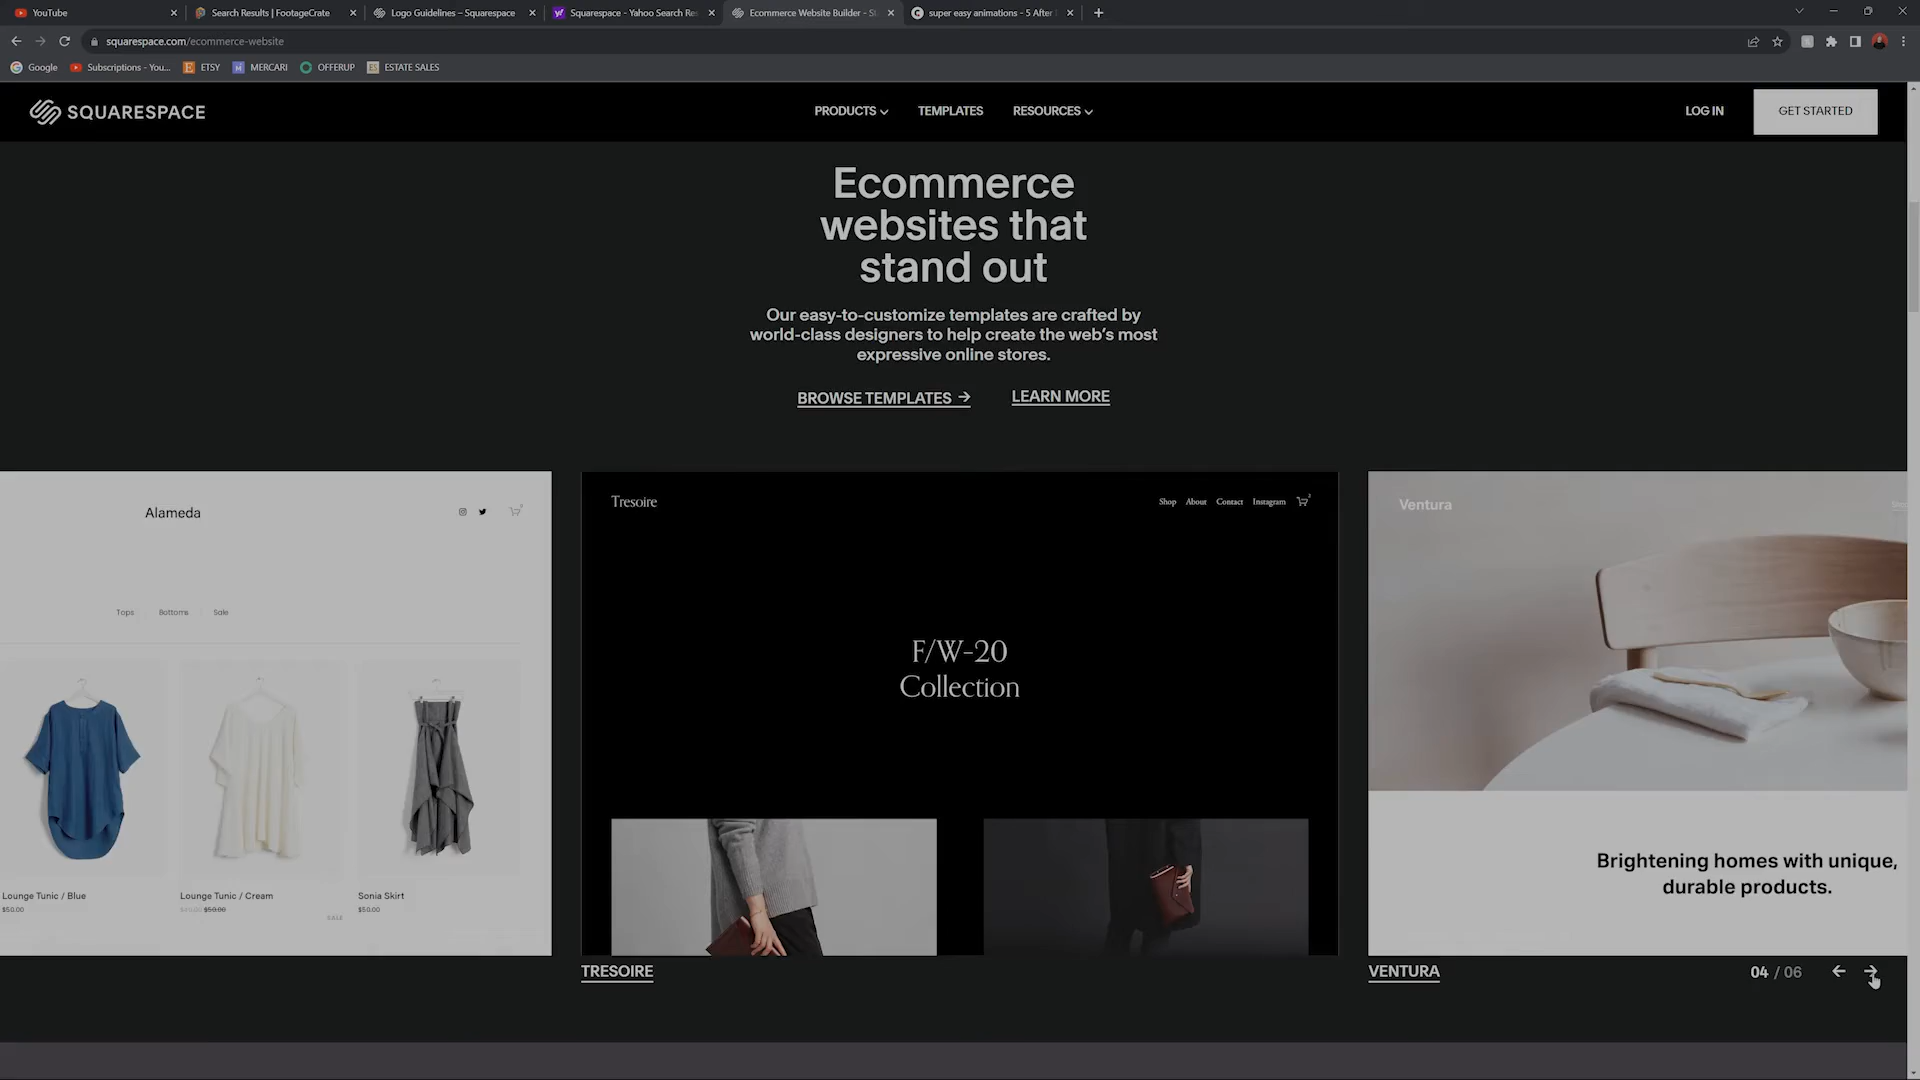 YouTube
Search Results | FootageCrate
Logo Guidelines – Squarespace
Squarespace - Yahoo Search Res
Ecommerce Website Builder - St
super easy animations - 5 After
squarespace.com/ecommerce-website
Google
Subscriptions - You...
ETSY
MERCARI
OFFERUP
ESTATE SALES
SQUARESPACE
PRODUCTS
TEMPLATES
RESOURCES
LOG IN
GET STARTED
Ecommerce
websites that
stand out
Our easy-to-customize templates are crafted by
world-class designers to help create the web's most
expressive online stores.
BROWSE TEMPLATES →
LEARN MORE
Alameda
Tops
Bottoms
Sale
Lounge Tunic / Blue
$50.00
Lounge Tunic / Cream
$50.00
SALE
Sonia Skirt
$50.00
Tresoire
Shop
About
Contact
Instagram
2
F/W-20
Collection
Ventura
Brightening homes with unique,
durable products.
TRESOIRE
VENTURA
04 / 06